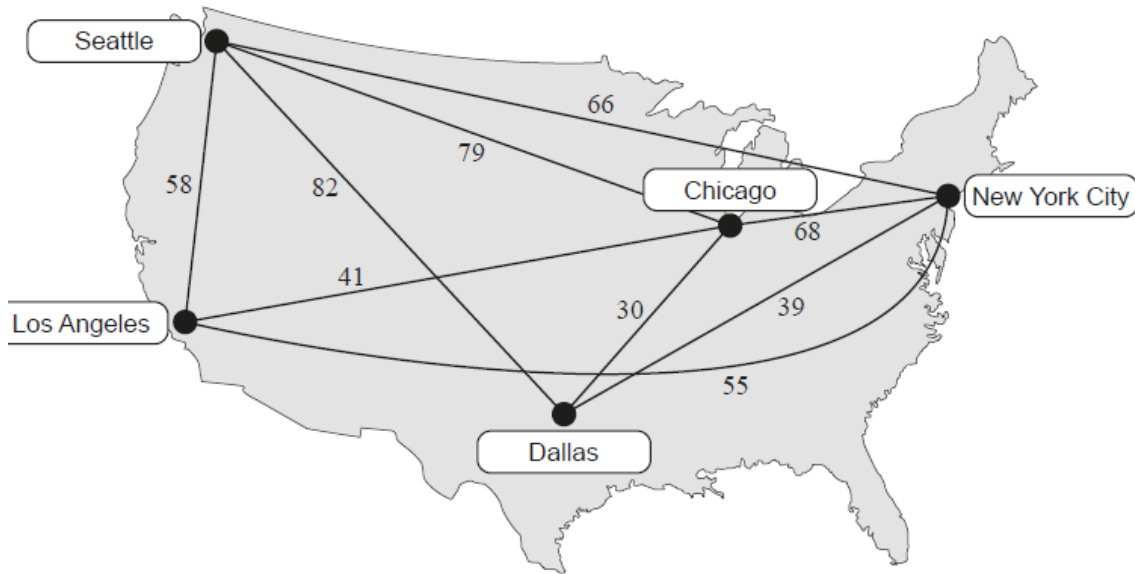 Seattle
66
79
58
82
Chicago
New York City
68
41
30
39
Los Angeles
55
Dallas